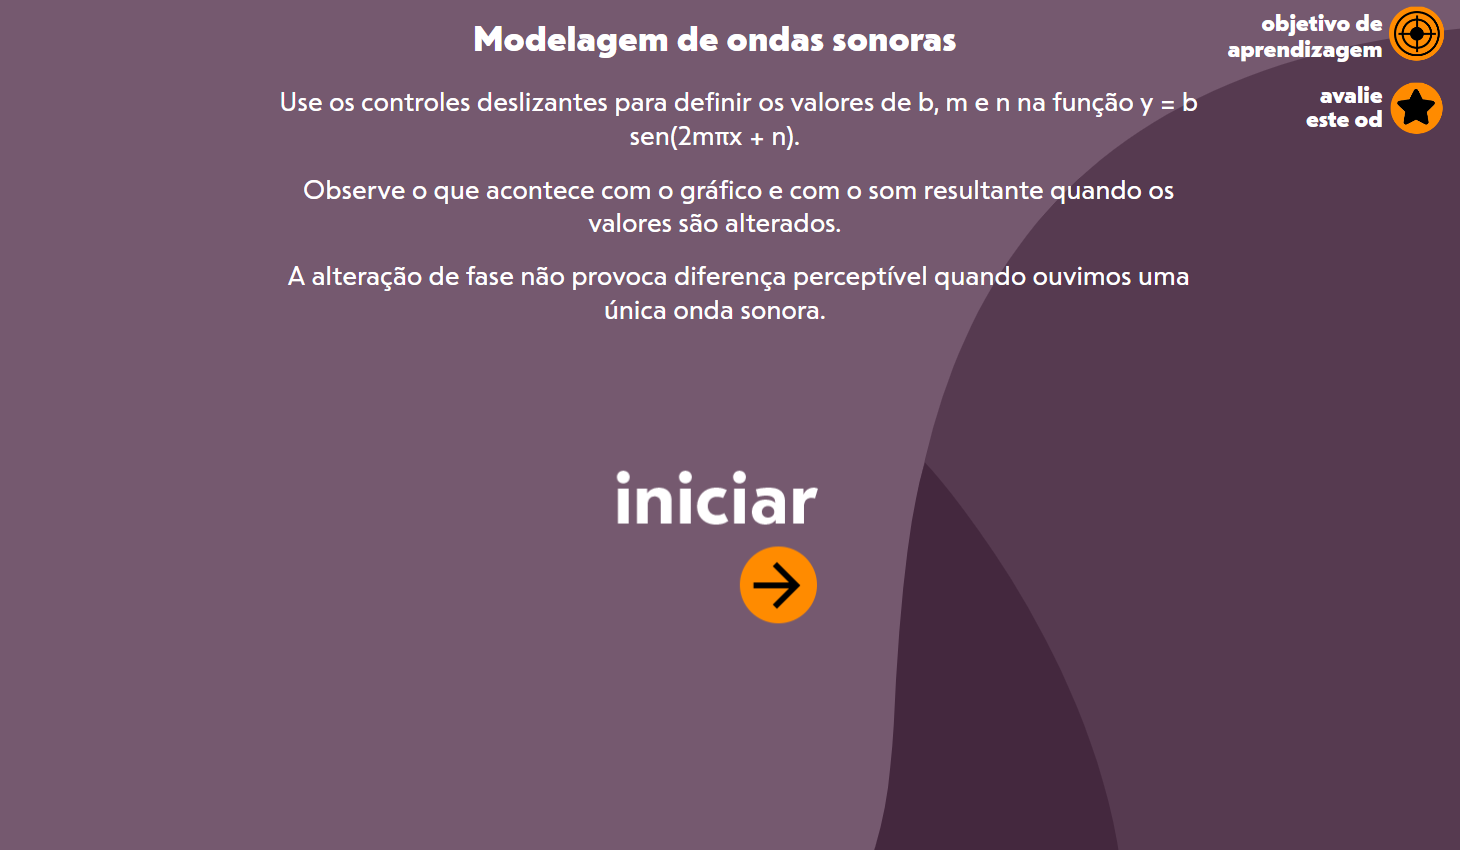 Modelagem de ondas sonoras
objetivo de
aprendizagem
avalie
este od
Use os controles deslizantes para definir os valores de b, m e n na função y = b
sen(2mπx + n).
Observe o que acontece com o gráfico e com o som resultante quando os
valores são alterados.
A alteração de fase não provoca diferença perceptível quando ouvimos uma
única onda sonora.
iniciar